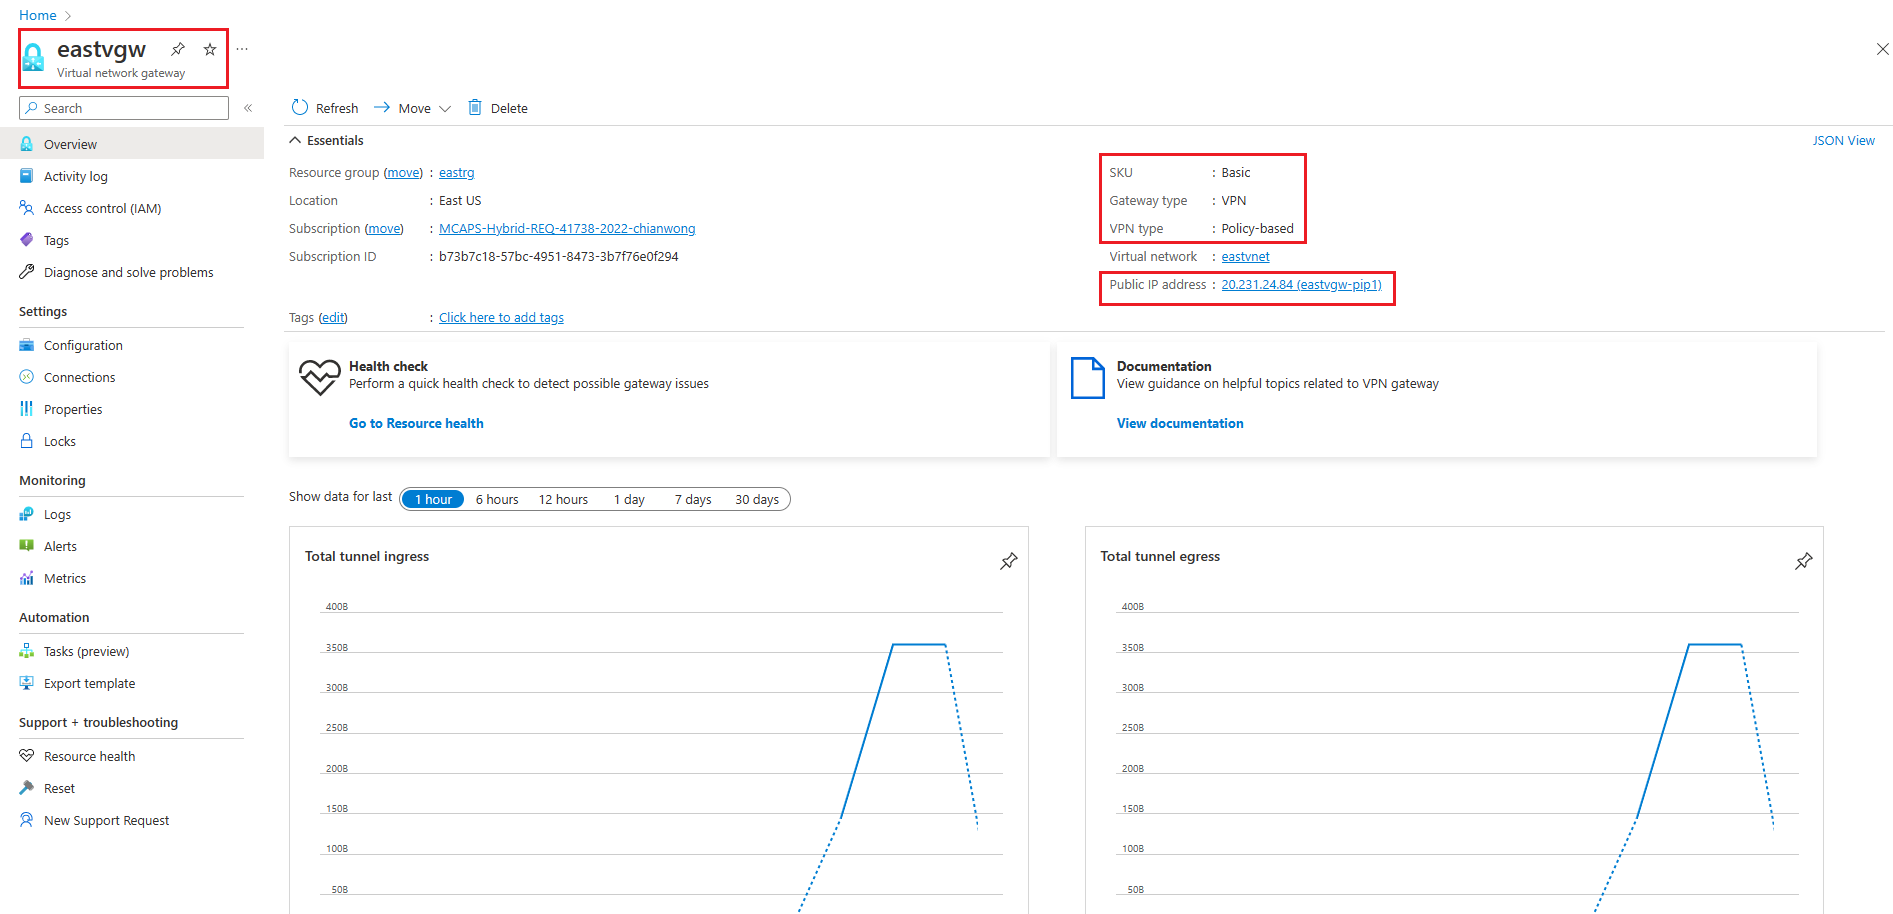 Home
eastvgw
Virtual network gateway
Search
Overview
Activity log
Access control (IAM)
Tags
Diagnose and solve problems
Settings
Configuration
Connections
Properties
Locks
Monitoring
Logs
Alerts
Metrics
Automation
Tasks (preview)
Export template
Support + troubleshooting
Resource health
Reset
New Support Request
Refresh Move Delete
Essentials JSON View
Resource group (move) : eastrg
Location : East US
Subscription (move) : MCAPS-Hybrid-REQ-41738-2022-chianwong
Subscription ID : b73b7c18-57bc-4951-8473-3b7f76e0f294
Tags (edit) : Click here to add tags
SKU : Basic
Gateway type : VPN
VPN type : Policy-based
Virtual network : eastvnet
Public IP address : 20.231.24.84 (eastvgw-pip1)
Health check
Perform a quick health check to detect possible gateway issues
Go to Resource health
Documentation
View guidance on helpful topics related to VPN gateway
View documentation
Show data for last 1 hour 6 hours 12 hours 1 day 7 days 30 days
Total tunnel ingress
400B
350B
300B
250B
200B
150B
100B
50B
Total tunnel egress
400B
350B
300B
250B
200B
150B
100B
50B